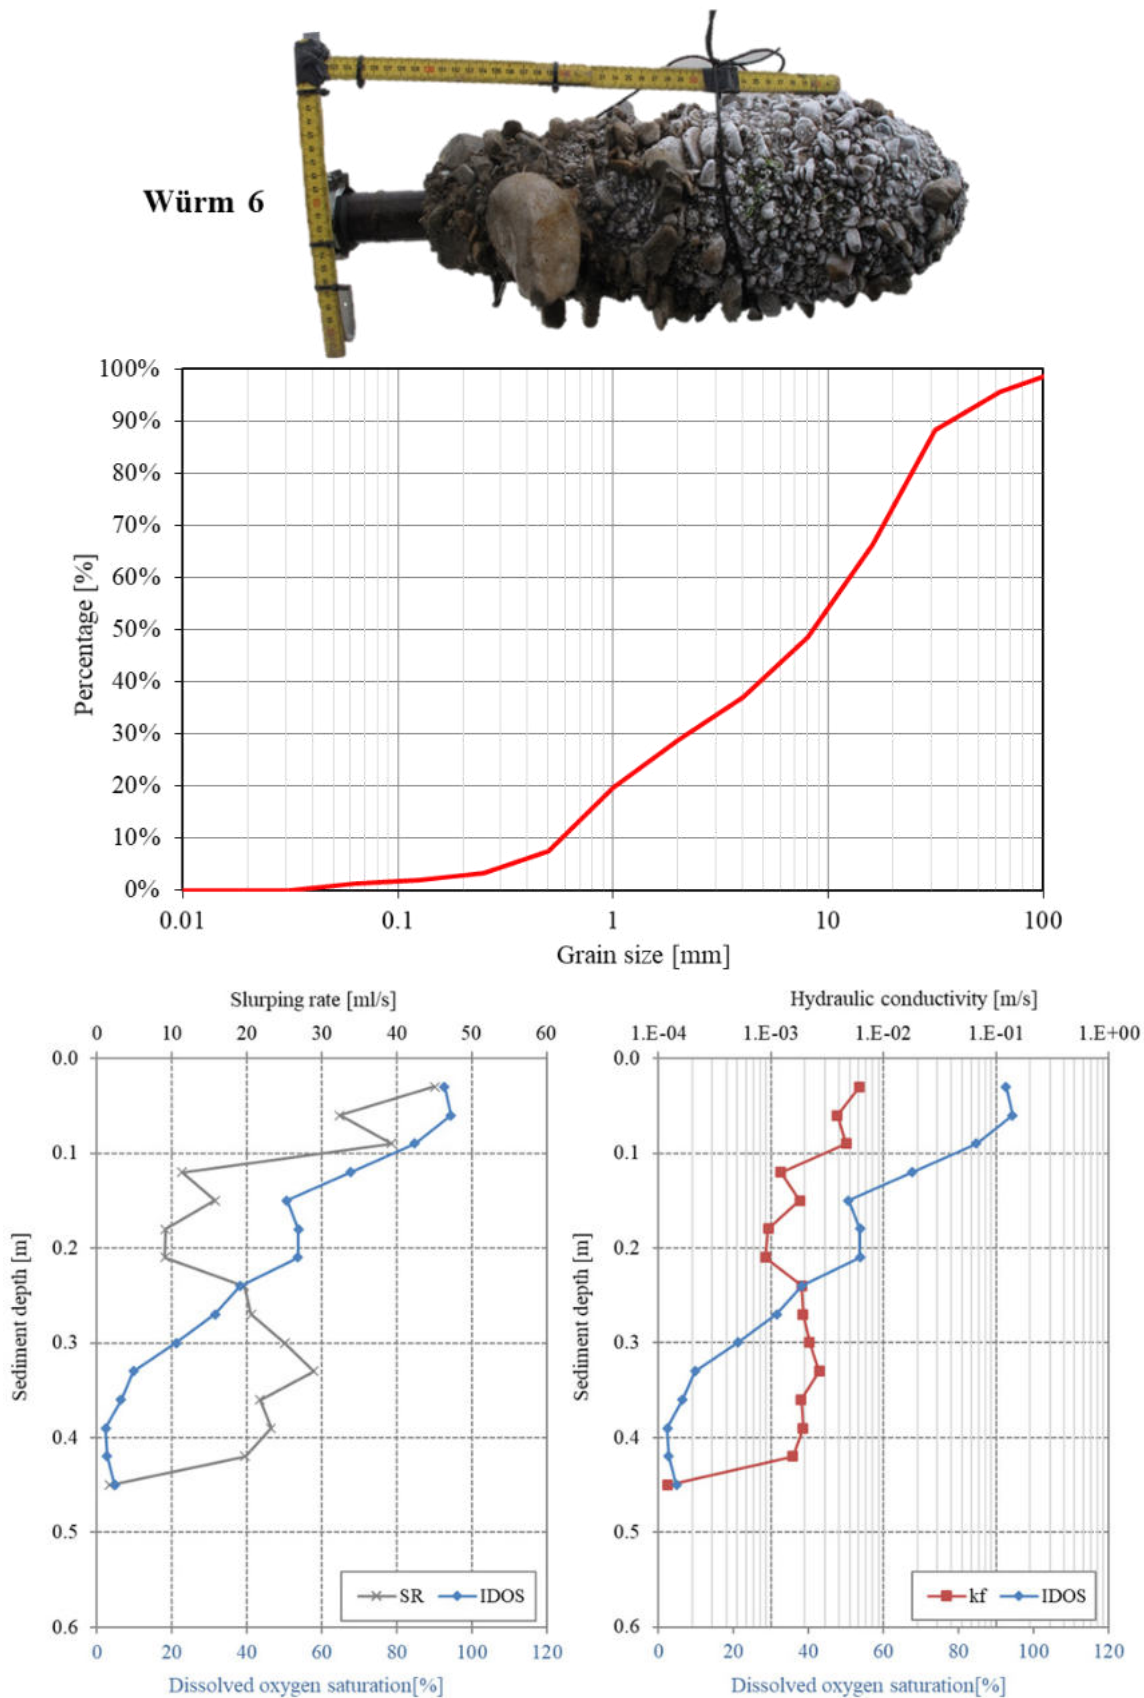 Würm 6
100%
90%
80%
70%
60%
50%
40%
30%
20%
10%
0%
Percentage [%]
0.01 0.1 1 10 100
Grain size [mm]
Slurping rate [ml/s]
0 10 20 30 40 50 60
0.0
0.1
0.2
0.3
0.4
0.5
0.6
Sediment depth [m]
SR IDOS
0 20 40 60 80 100 120
Dissolved oxygen saturation[%]
Hydraulic conductivity [m/s]
1.E-04 1.E-03 1.E-02 1.E-01 1.E+00
0.0
0.1
0.2
0.3
0.4
0.5
0.6
Sediment depth [m]
kf IDOS
0 20 40 60 80 100 120
Dissolved oxygen saturation[%]